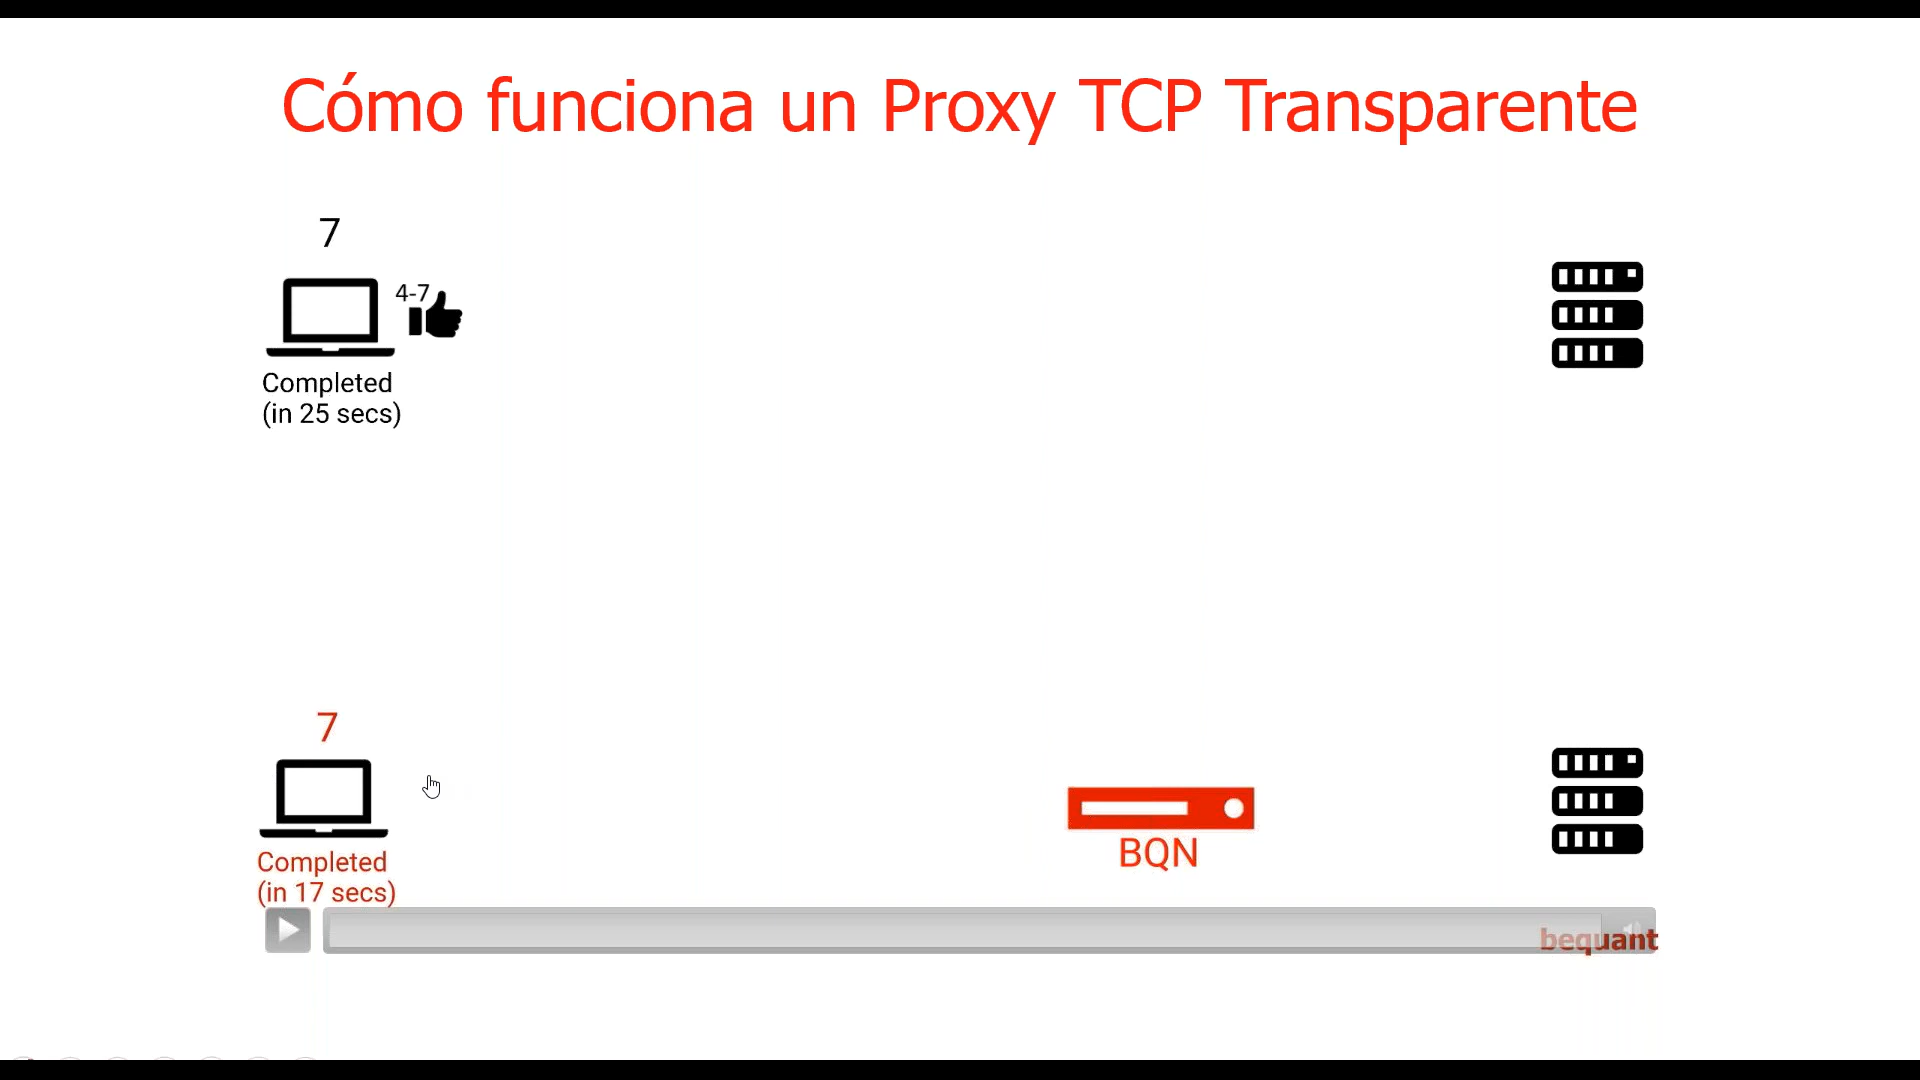 Cómo funciona un Proxy TCP Transparente
7
4-7
Completed
(in 25 secs)
7
Completed
(in 17 secs)
BQN
bequant